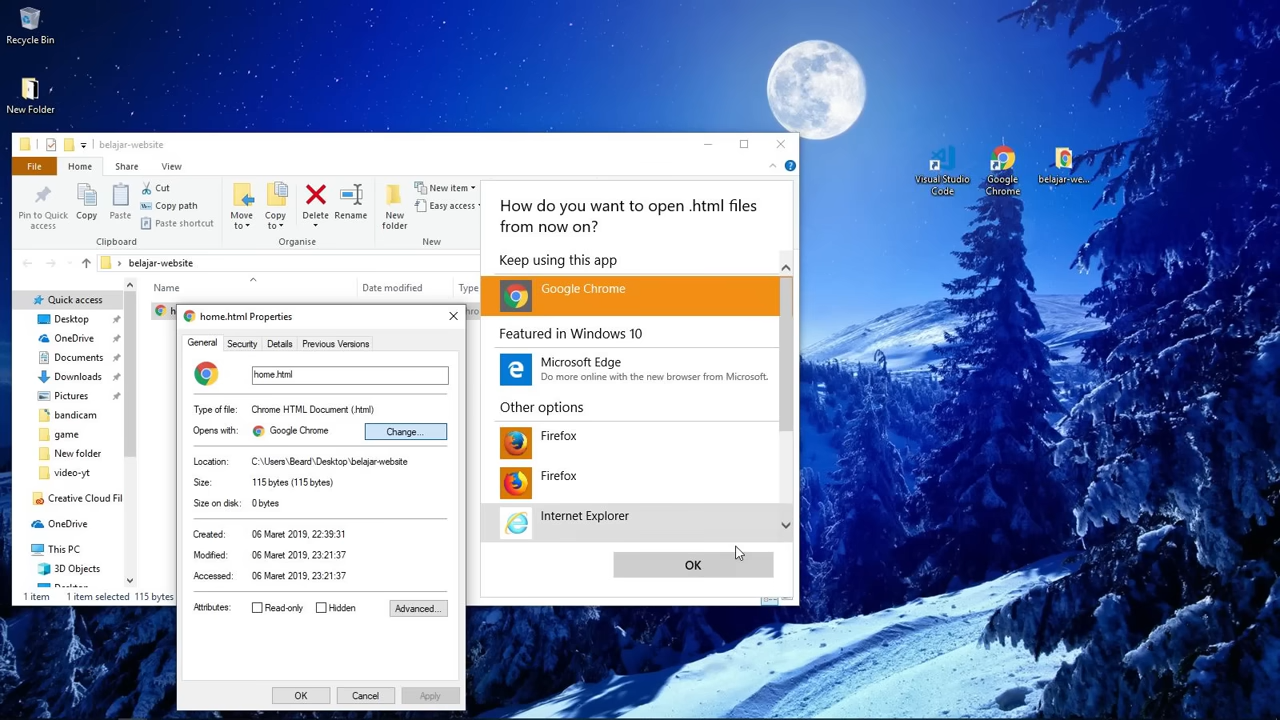 Recycle Bin
New Folder
belajar-website
File
Home
Share
View
Pin to Quick
access
Copy
Paste
Cut
Copy path
Paste shortcut
Clipboard
Move
to
Copy
to
Delete
Rename
Organise
New
folder
New item
Easy access
New
belajar-website
Name
Date modified
Type
Quick access
Desktop
OneDrive
Documents
Downloads
Pictures
bandicam
game
New folder
video-yt
Creative Cloud Fil
OneDrive
This PC
3D Objects
1 item
1 item selected
115 bytes
home.html Properties
General
Security
Details
Previous Versions
home.html
Type of file:
Chrome HTML Document (.html)
Opens with:
Google Chrome
Change...
Location:
C:\Users\Beard\Desktop\belajar-website
Size:
115 bytes (115 bytes)
Size on disk:
0 bytes
Created:
06 Maret 2019, 22:39:31
Modified:
06 Maret 2019, 23:21:37
Accessed:
06 Maret 2019, 23:21:37
Attributes:
Read-only
Hidden
Advanced...
OK
Cancel
Apply
How do you want to open .html files
from now on?
Keep using this app
Google Chrome
Featured in Windows 10
Microsoft Edge
Do more online with the new browser from Microsoft.
Other options
Firefox
Firefox
Internet Explorer
OK
Visual Studio
Code
Google
Chrome
belajar-we...